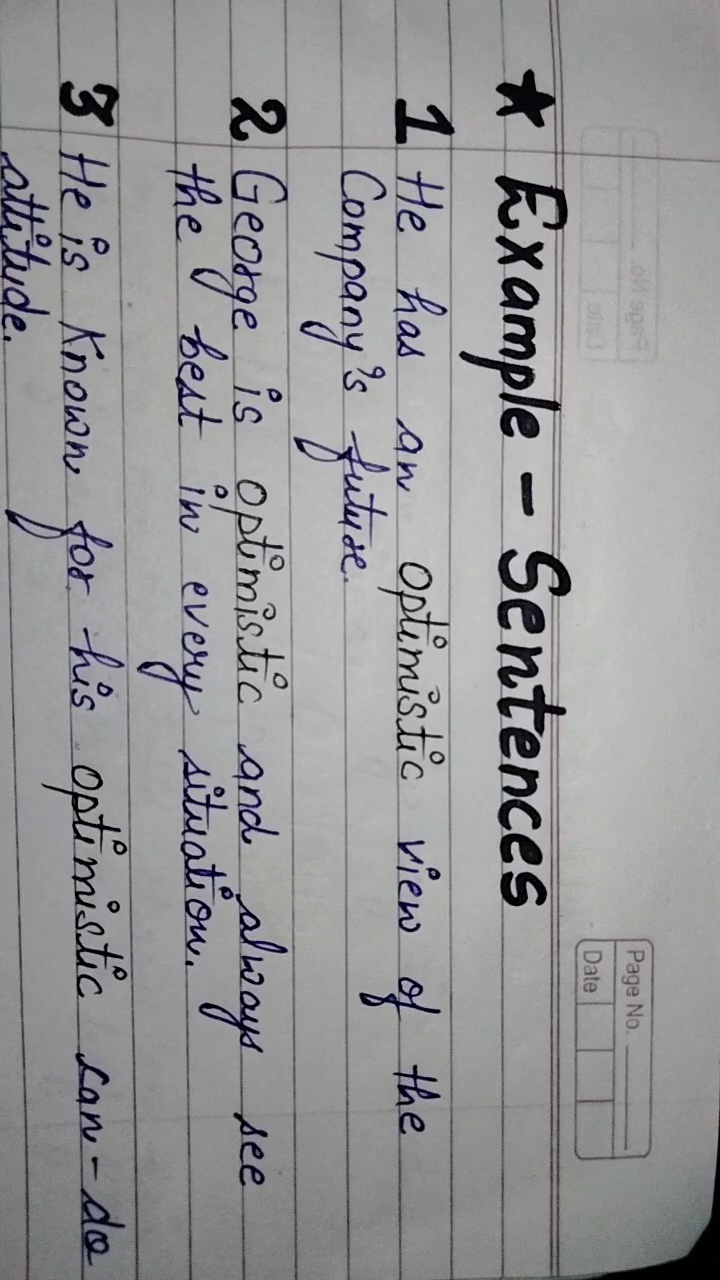 Page No.
Date
* Example - Sentences
1 He has an optimistic view of the
Company's future.
2 George is optimistic and always see
the best in every situation.
3 He is Known for his optimistic can-do
attitude.